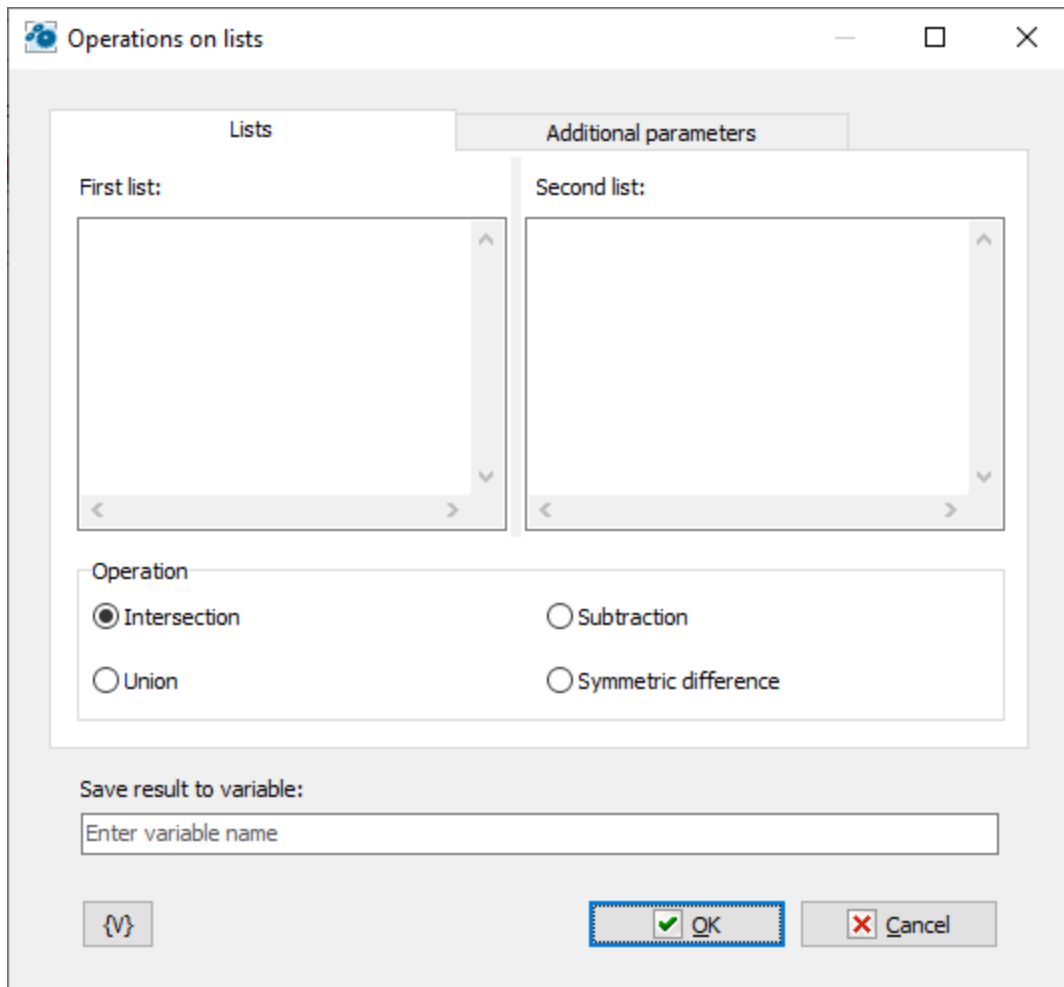 Operations on lists
Lists
Additional parameters
First list:
Second list:
Operation
Intersection
Subtraction
Union
Symmetric difference
Save result to variable:
Enter variable name
{V}
OK
Cancel